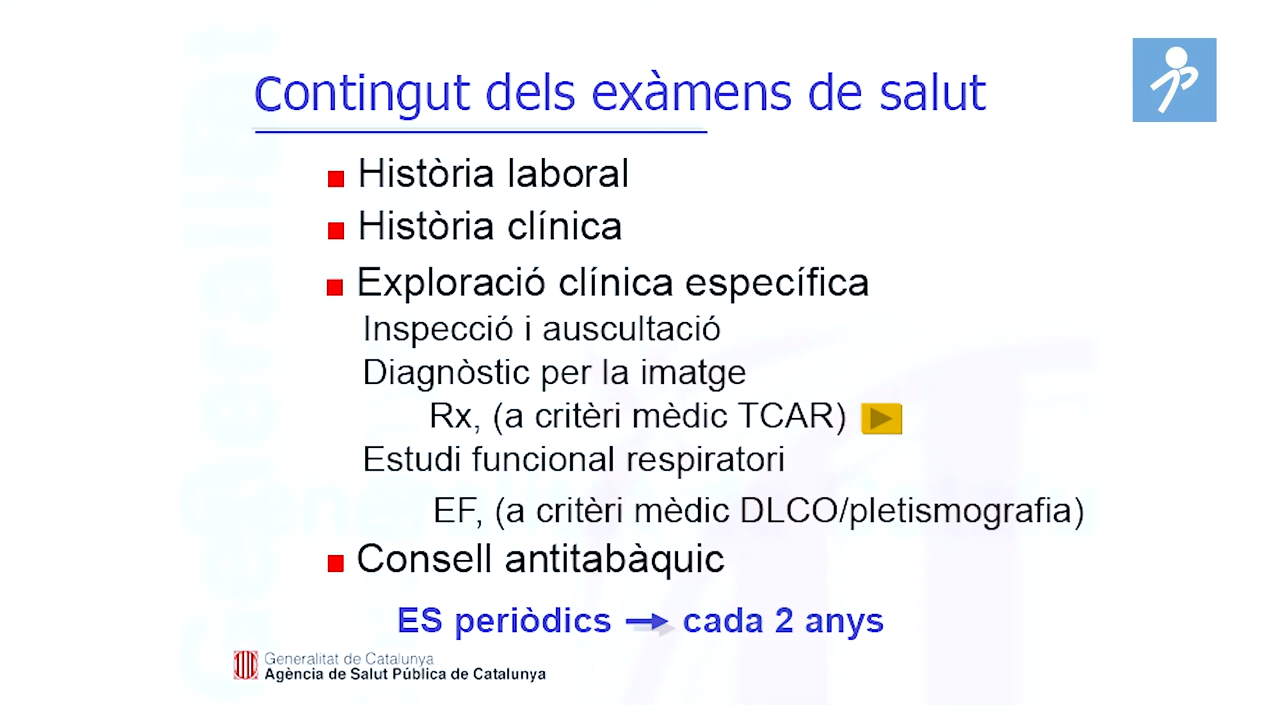 Contingut dels exàmens de salut
Història laboral
Història clínica
Exploració clínica específica
Inspecció i auscultació
Diagnòstic per la imatge
Rx, (a critèri mèdic TCAR)
Estudi funcional respiratori
EF, (a critèri mèdic DLCO/pletismografia)
Consell antitabàquic
ES periòdics → cada 2 anys
Generalitat de Catalunya
Agència de Salut Pública de Catalunya